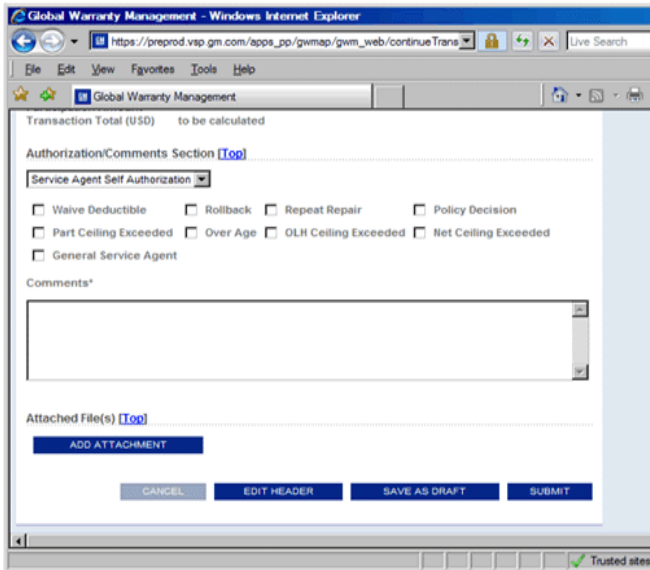 Global Warranty Management - Windows Internet Explorer
https://preprod.vsp.gm.com/apps_pp/gwmap/gwm_web/continueTrans
Live Search
File Edit View Favorites Tools Help
GM Global Warranty Management
Transaction Total (USD) to be calculated
Authorization/Comments Section [Top]
Service Agent Self Authorization
Waive Deductible Rollback Repeat Repair Policy Decision
Part Ceiling Exceeded Over Age OLH Ceiling Exceeded Net Ceiling Exceeded
General Service Agent
Comments*
Attached File(s) [Top]
ADD ATTACHMENT
CANCEL EDIT HEADER SAVE AS DRAFT SUBMIT
Trusted sites